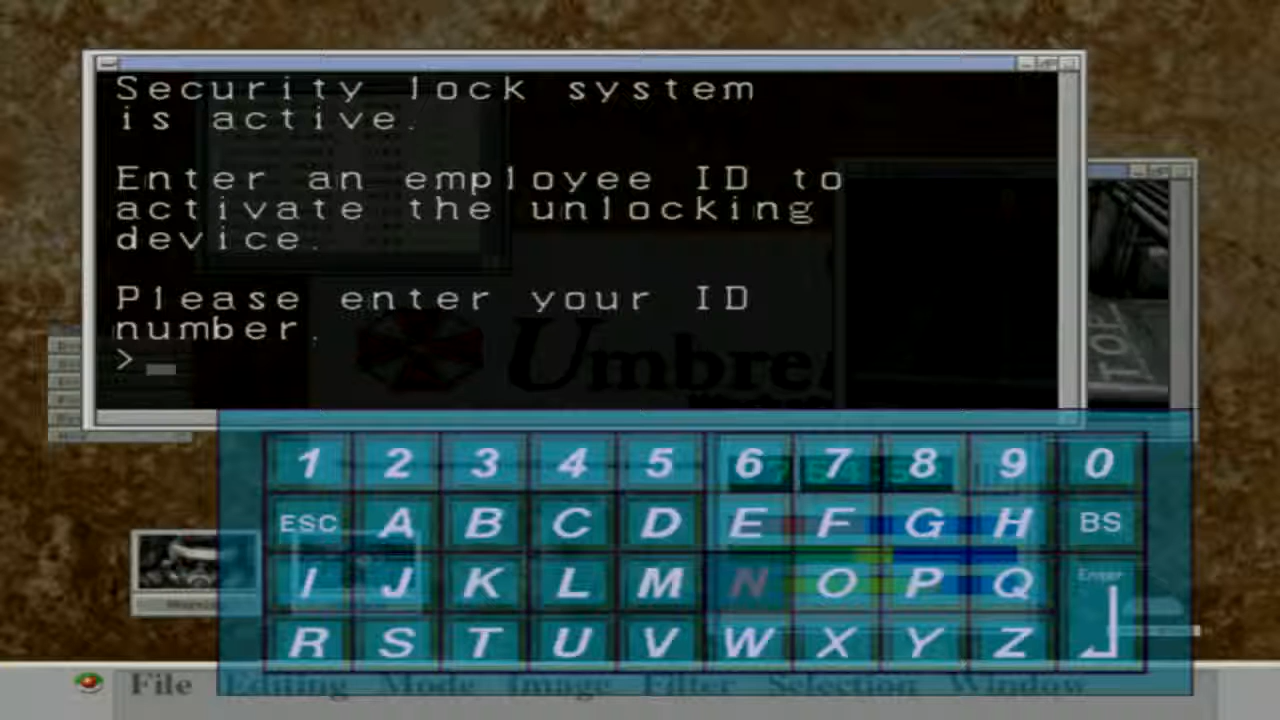 Security lock system
is active.
Enter an employee ID to
activate the unlocking
device.
Please enter your ID
number.
>
Umbre
TOP
1 2 3 4 5 6 7 8 9 0
ESC A B C D E F G H BS
I J K L M N O P Q Enter
R S T U V W X Y Z
File Editing Mode Image Filter Selection Window